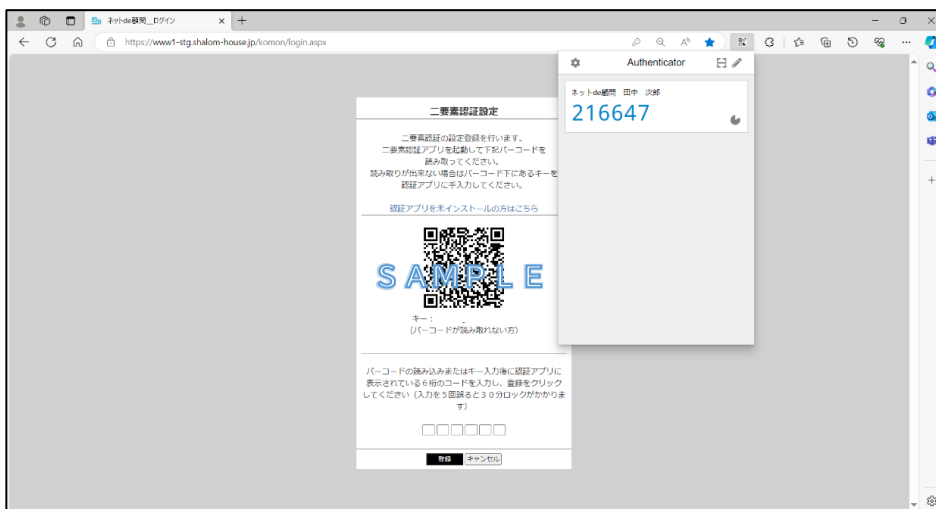 ネットde顧問__ログイン
https://www1-stg.shalom-house.jp/komon/login.aspx
Authenticator
ネットde顧問 田中 次郎
216647
二要素認証設定
二要素認証の設定登録を行います。
二要素認証アプリを起動して下記バーコードを
読み取ってください。
読み取りが出来ない場合はバーコード下にあるキーを
認証アプリに手入力してください。
認証アプリを未インストールの方はこちら
SAMPLE
キー：
(バーコードが読み取れない方)
バーコードの読み込みまたはキー入力後に認証アプリに
表示されている６桁のコードを入力し、登録をクリック
してください（入力を５回誤ると３０分ロックがかかりま
す）
登録 キャンセル